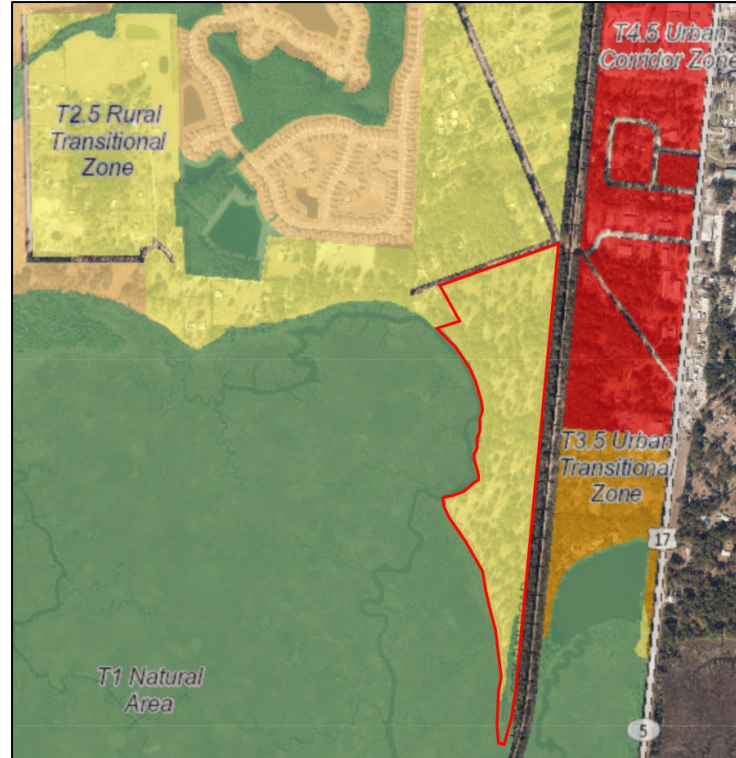 T4.5 Urban
Corridor Zone
T2.5 Rural
Transitional
Zone
T3.5 Urban
Transitional
Zone
17
T1 Natural
Area
5